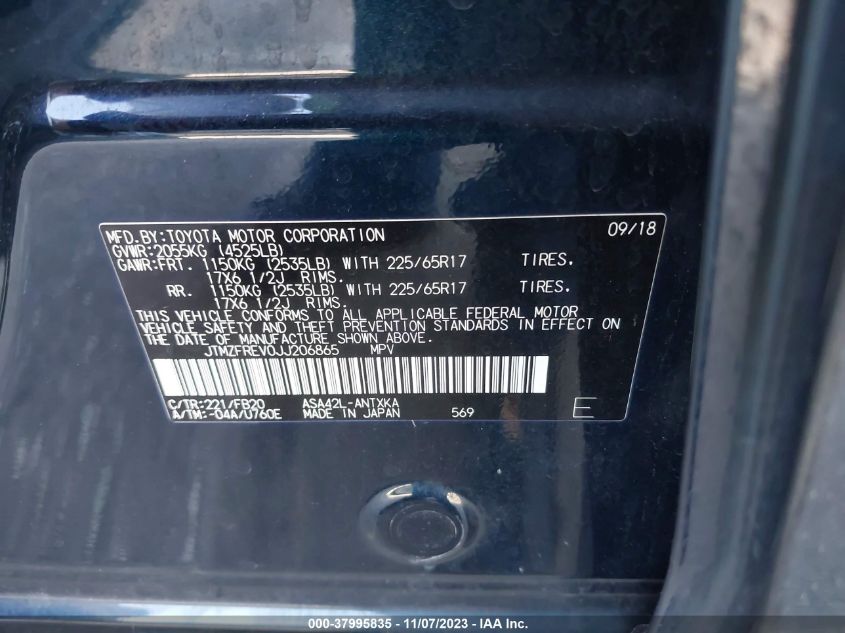 MFD.BY:TOYOTA MOTOR CORPORATION 09/18
GVWR:2055KG (4525LB)
GAWR:FRT. 1150KG (2535LB) WITH 225/65R17 TIRES.
17X6 1/2J RIMS.
RR. 1150KG (2535LB) WITH 225/65R17 TIRES.
17X6 1/2J RIMS.
THIS VEHICLE CONFORMS TO ALL APPLICABLE FEDERAL MOTOR
VEHICLE SAFETY AND THEFT PREVENTION STANDARDS IN EFFECT ON
THE DATE OF MANUFACTURE SHOWN ABOVE.
JTMZFREV0JJ206865 MPV
C/TR:221/FB20 ASA42L-ANTXKA
A/TM:-04A/U760E MADE IN JAPAN 569 E
000-37995835 - 11/07/2023 - IAA Inc.